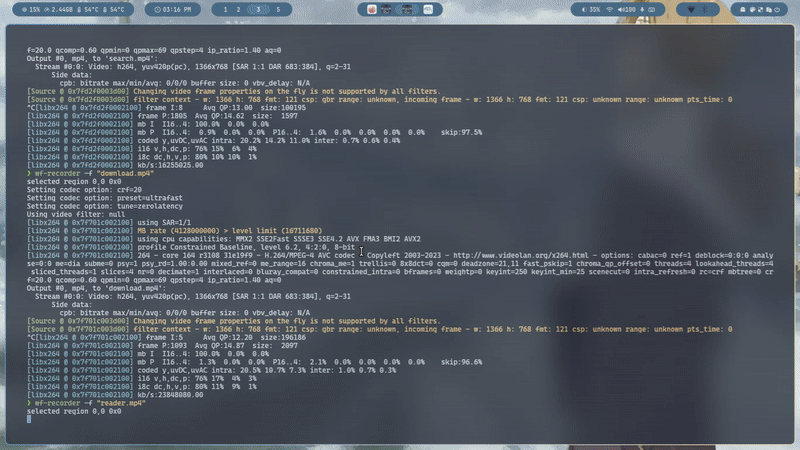 15% 2.44GB 54°C 54°C
03:16 PM
1 2 3 5
35% 100
f=20.0 qcomp=0.60 qpmin=0 qpmax=69 qpstep=4 ip_ratio=1.40 aq=0
Output #0, mp4, to 'search.mp4':
Stream #0:0: Video: h264, yuv420p(pc), 1366x768 [SAR 1:1 DAR 683:384], q=2-31
Side data:
cpb: bitrate max/min/avg: 0/0/0 buffer size: 0 vbv_delay: N/A
[Source @ 0x7fd2f0003d00] Changing video frame properties on the fly is not supported by all filters.
[Source @ 0x7fd2f0003d00] filter context - w: 1366 h: 768 fmt: 121 csp: gbr range: unknown, incoming frame - w: 1366 h: 768 fmt: 121 csp: unknown range: unknown pts_time: 0
^C[libx264 @ 0x7fd2f0002100] frame I:8 Avg QP:13.00 size:100195
[libx264 @ 0x7fd2f0002100] frame P:1805 Avg QP:14.62 size: 1597
[libx264 @ 0x7fd2f0002100] mb I I16..4: 100.0% 0.0% 0.0%
[libx264 @ 0x7fd2f0002100] mb P I16..4: 0.9% 0.0% 0.0% P16..4: 1.6% 0.0% 0.0% 0.0% 0.0% skip:97.5%
[libx264 @ 0x7fd2f0002100] coded y,uvDC,uvAC intra: 20.2% 14.2% 11.0% inter: 0.7% 0.6% 0.4%
[libx264 @ 0x7fd2f0002100] i16 v,h,dc,p: 76% 15% 6% 4%
[libx264 @ 0x7fd2f0002100] i8c dc,h,v,p: 80% 10% 10% 1%
[libx264 @ 0x7fd2f0002100] kb/s:16255025.00
❯ wf-recorder -f "download.mp4"
selected region 0,0 0x0
Setting codec option: crf=20
Setting codec option: preset=ultrafast
Setting codec option: tune=zerolatency
Using video filter: null
[libx264 @ 0x7f701c002100] using SAR=1/1
[libx264 @ 0x7f701c002100] MB rate (4128000000) > level limit (16711680)
[libx264 @ 0x7f701c002100] using cpu capabilities: MMX2 SSE2Fast SSSE3 SSE4.2 AVX FMA3 BMI2 AVX2
[libx264 @ 0x7f701c002100] profile Constrained Baseline, level 6.2, 4:2:0, 8-bit
[libx264 @ 0x7f701c002100] 264 - core 164 r3108 31e19f9 - H.264/MPEG-4 AVC codec - Copyleft 2003-2023 - http://www.videolan.org/x264.html - options: cabac=0 ref=1 deblock=0:0:0 analy
se=0:0 me=dia subme=0 psy=1 psy_rd=1.00:0.00 mixed_ref=0 me_range=16 chroma_me=1 trellis=0 8x8dct=0 cqm=0 deadzone=21,11 fast_pskip=1 chroma_qp_offset=0 threads=4 lookahead_threads=4
sliced_threads=1 slices=4 nr=0 decimate=1 interlaced=0 bluray_compat=0 constrained_intra=0 bframes=0 weightp=0 keyint=250 keyint_min=25 scenecut=0 intra_refresh=0 rc=crf mbtree=0 cr
f=20.0 qcomp=0.60 qpmin=0 qpmax=69 qpstep=4 ip_ratio=1.40 aq=0
Output #0, mp4, to 'download.mp4':
Stream #0:0: Video: h264, yuv420p(pc), 1366x768 [SAR 1:1 DAR 683:384], q=2-31
Side data:
cpb: bitrate max/min/avg: 0/0/0 buffer size: 0 vbv_delay: N/A
[Source @ 0x7f701c003d00] Changing video frame properties on the fly is not supported by all filters.
[Source @ 0x7f701c003d00] filter context - w: 1366 h: 768 fmt: 121 csp: gbr range: unknown, incoming frame - w: 1366 h: 768 fmt: 121 csp: unknown range: unknown pts_time: 0
^C[libx264 @ 0x7f701c002100] frame I:5 Avg QP:12.20 size:196186
[libx264 @ 0x7f701c002100] frame P:1093 Avg QP:14.87 size: 2097
[libx264 @ 0x7f701c002100] mb I I16..4: 100.0% 0.0% 0.0%
[libx264 @ 0x7f701c002100] mb P I16..4: 1.3% 0.0% 0.0% P16..4: 2.1% 0.0% 0.0% 0.0% 0.0% skip:96.6%
[libx264 @ 0x7f701c002100] coded y,uvDC,uvAC intra: 20.5% 10.7% 7.3% inter: 1.0% 0.7% 0.3%
[libx264 @ 0x7f701c002100] i16 v,h,dc,p: 76% 17% 4% 3%
[libx264 @ 0x7f701c002100] i8c dc,h,v,p: 80% 11% 9% 1%
[libx264 @ 0x7f701c002100] kb/s:23848080.00
❯ wf-recorder -f "reader.mp4"
selected region 0,0 0x0